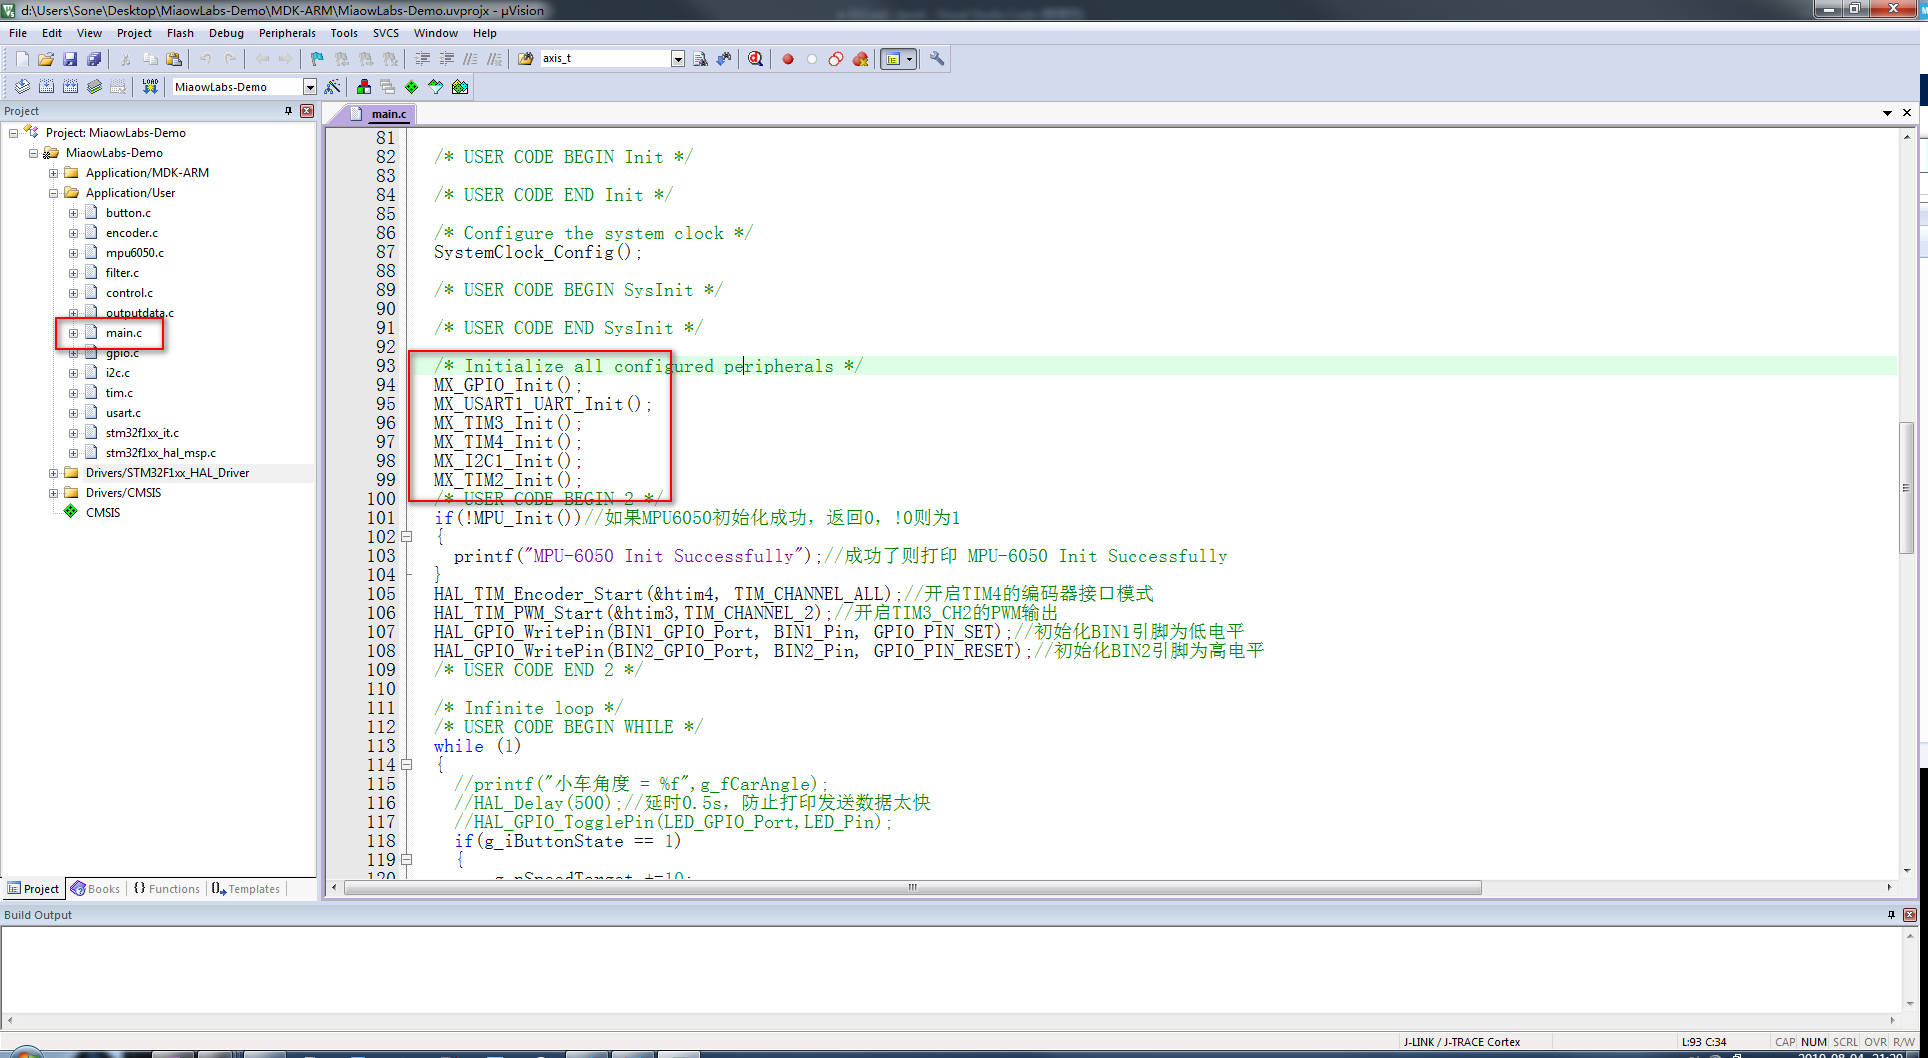 d:\Users\Sone\Desktop\MiaowLabs-Demo\MDK-ARM\MiaowLabs-Demo.uvprojx - µVision
File Edit View Project Flash Debug Peripherals Tools SVCS Window Help
axis_t
LOAD MiaowLabs-Demo
Project
main.c
Project: MiaowLabs-Demo
MiaowLabs-Demo
Application/MDK-ARM
Application/User
button.c
encoder.c
mpu6050.c
filter.c
control.c
outputdata.c
main.c
gpio.c
i2c.c
tim.c
usart.c
stm32f1xx_it.c
stm32f1xx_hal_msp.c
Drivers/STM32F1xx_HAL_Driver
Drivers/CMSIS
CMSIS
81
82 /* USER CODE BEGIN Init */
83
84 /* USER CODE END Init */
85
86 /* Configure the system clock */
87 SystemClock_Config();
88
89 /* USER CODE BEGIN SysInit */
90
91 /* USER CODE END SysInit */
92
93 /* Initialize all configured peripherals */
94 MX_GPIO_Init();
95 MX_USART1_UART_Init();
96 MX_TIM3_Init();
97 MX_TIM4_Init();
98 MX_I2C1_Init();
99 MX_TIM2_Init();
100 /* USER CODE BEGIN 2 */
101 if(!MPU_Init())//如果MPU6050初始化成功，返回0，!0则为1
102 {
103 printf("MPU-6050 Init Successfully");//成功了则打印 MPU-6050 Init Successfully
104 }
105 HAL_TIM_Encoder_Start(&htim4, TIM_CHANNEL_ALL);//开启TIM4的编码器接口模式
106 HAL_TIM_PWM_Start(&htim3,TIM_CHANNEL_2);//开启TIM3_CH2的PWM输出
107 HAL_GPIO_WritePin(BIN1_GPIO_Port, BIN1_Pin, GPIO_PIN_SET);//初始化BIN1引脚为低电平
108 HAL_GPIO_WritePin(BIN2_GPIO_Port, BIN2_Pin, GPIO_PIN_RESET);//初始化BIN2引脚为高电平
109 /* USER CODE END 2 */
110
111 /* Infinite loop */
112 /* USER CODE BEGIN WHILE */
113 while (1)
114 {
115 //printf("小车角度 = %f",g_fCarAngle);
116 //HAL_Delay(500);//延时0.5s，防止打印发送数据太快
117 //HAL_GPIO_TogglePin(LED_GPIO_Port,LED_Pin);
118 if(g_iButtonState == 1)
119 {
120 g_nSpeedTarget +=10;
Project Books {} Functions Templates
Build Output
J-LINK / J-TRACE Cortex L:93 C:34 CAP NUM SCRL OVR R/W